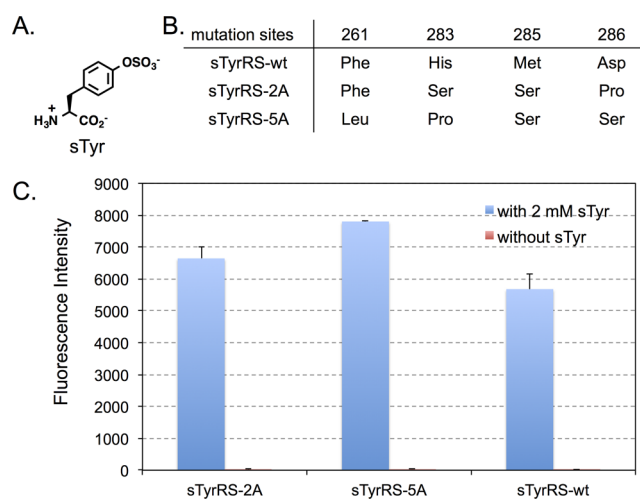 A.
OSO₃⁻
H₃N⁺ CO₂⁻
sTyr
B.
mutation sites 261 283 285 286
sTyrRS-wt Phe His Met Asp
sTyrRS-2A Phe Ser Ser Pro
sTyrRS-5A Leu Pro Ser Ser
C.
Fluorescence Intensity
9000
8000
7000
6000
5000
4000
3000
2000
1000
0
with 2 mM sTyr
without sTyr
sTyrRS-2A sTyrRS-5A sTyrRS-wt